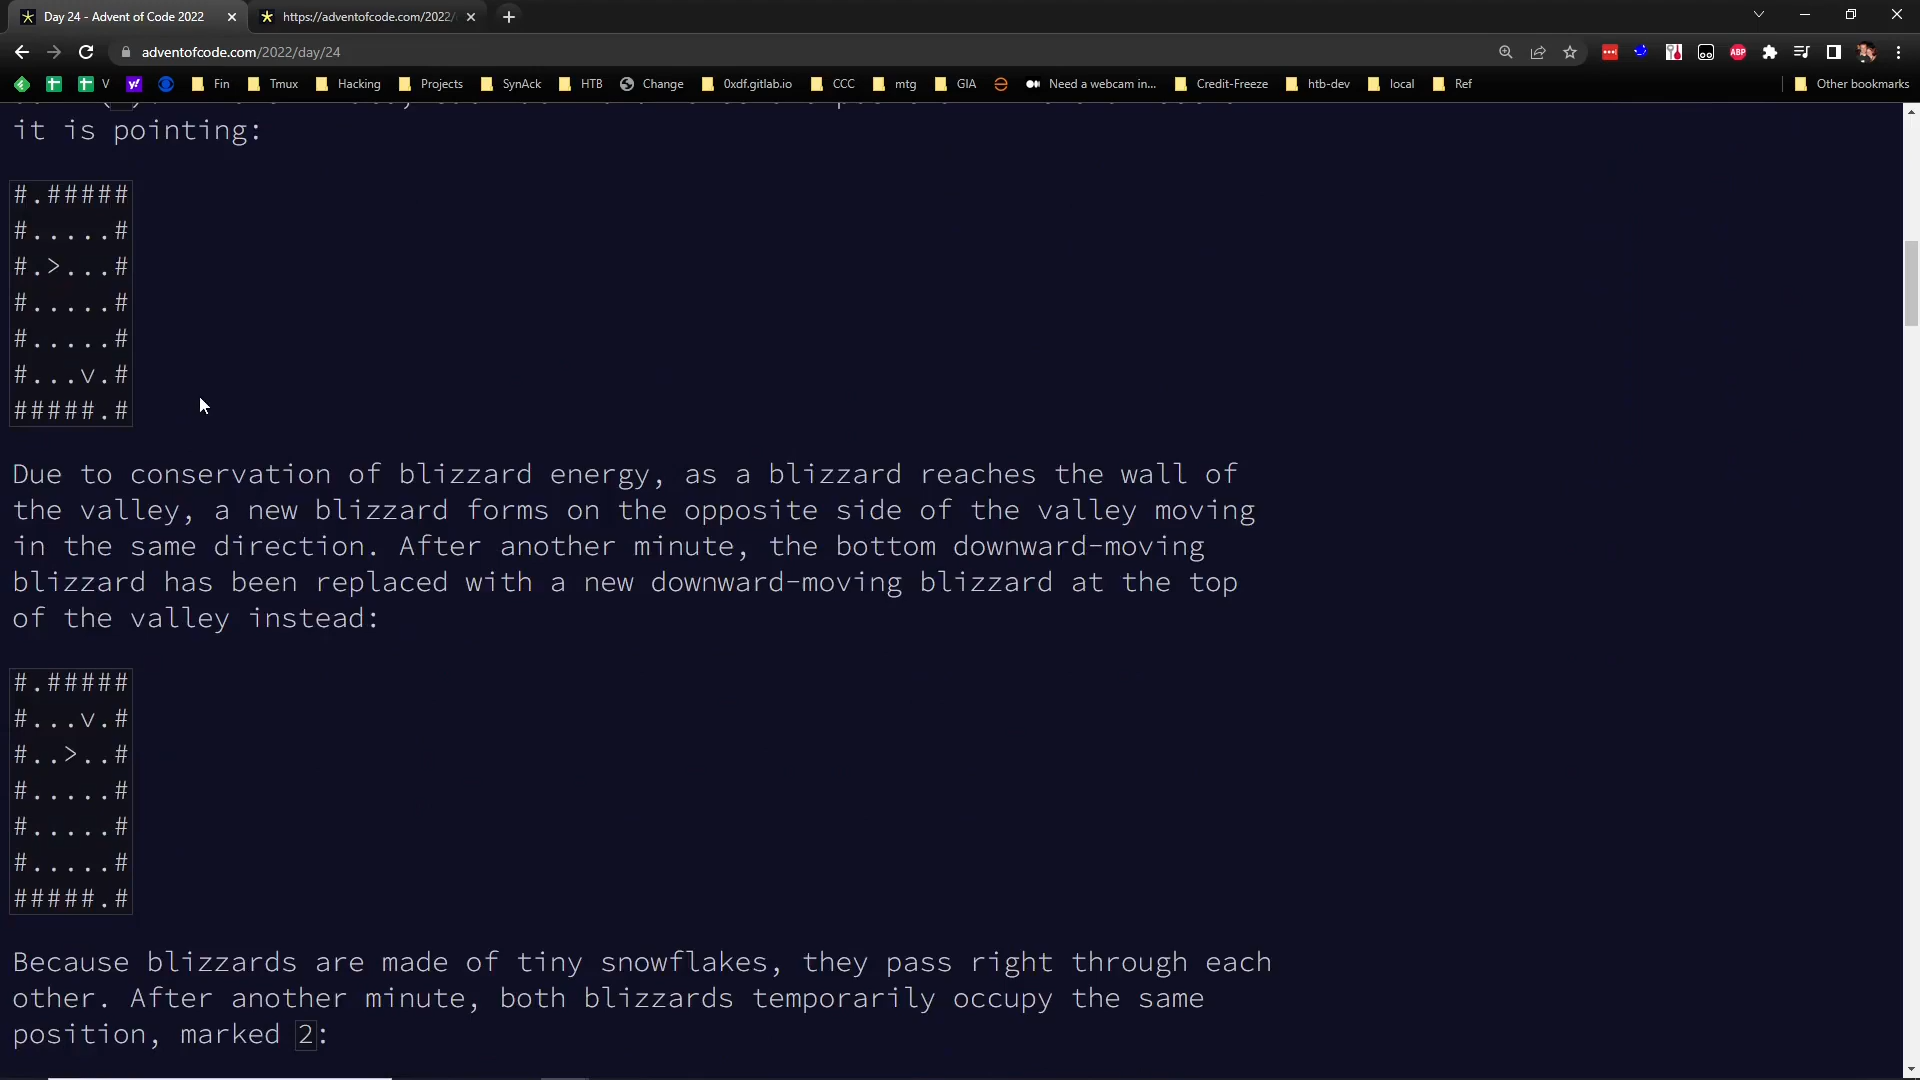 Day 24 - Advent of Code 2022
https://adventofcode.com/2022/
adventofcode.com/2022/day/24
V
Fin
Tmux
Hacking
Projects
SynAck
HTB
Change
0xdf.gitlab.io
CCC
mtg
GIA
Need a webcam in...
Credit-Freeze
htb-dev
local
Ref
Other bookmarks
it is pointing:
#.#####
#.....#
#.>...#
#.....#
#.....#
#...v.#
#####.#
Due to conservation of blizzard energy, as a blizzard reaches the wall of
the valley, a new blizzard forms on the opposite side of the valley moving
in the same direction. After another minute, the bottom downward-moving
blizzard has been replaced with a new downward-moving blizzard at the top
of the valley instead:
#.#####
#...v.#
#..>..#
#.....#
#.....#
#.....#
#####.#
Because blizzards are made of tiny snowflakes, they pass right through each
other. After another minute, both blizzards temporarily occupy the same
position, marked 2: